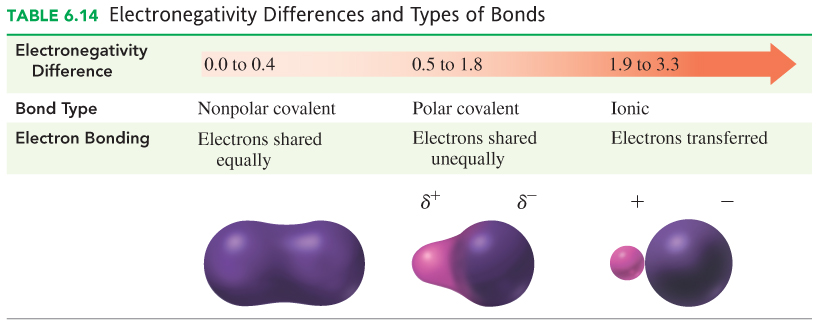 TABLE 6.14 Electronegativity Differences and Types of Bonds
Electronegativity
Difference
0.0 to 0.4 0.5 to 1.8 1.9 to 3.3
Bond Type Nonpolar covalent Polar covalent Ionic
Electron Bonding Electrons shared Electrons shared Electrons transferred
equally unequally
δ+ δ− + −